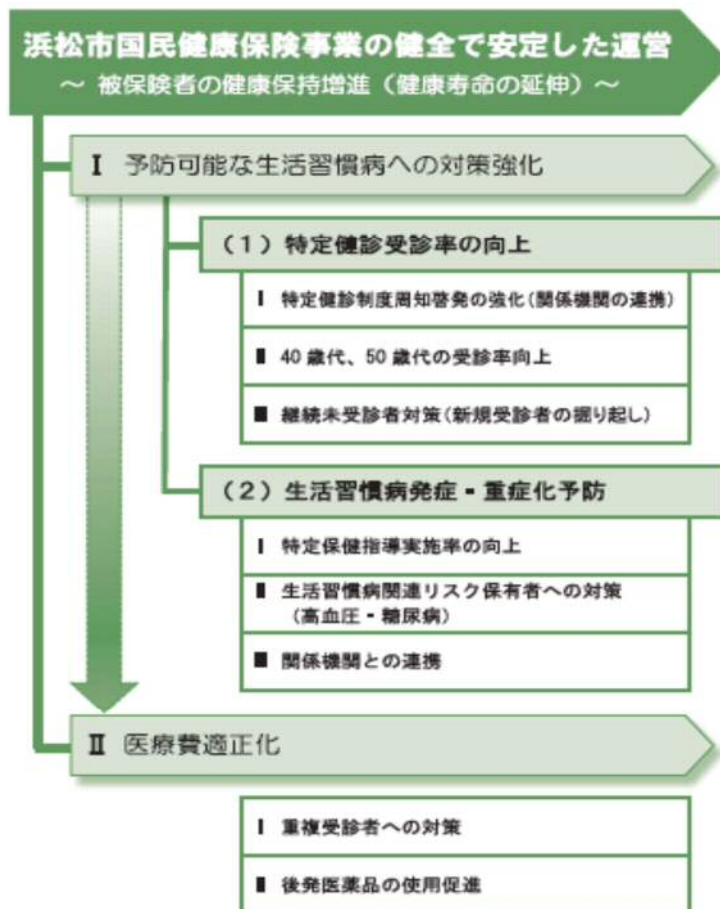 浜松市国民健康保険事業の健全で安定した運営
～ 被保険者の健康保持増進（健康寿命の延伸）～
Ⅰ 予防可能な生活習慣病への対策強化
（１）特定健診受診率の向上
Ⅰ 特定健診制度周知啓発の強化（関係機関の連携）
Ⅱ 40 歳代、50 歳代の受診率向上
Ⅲ 継続未受診者対策（新規受診者の掘り起し）
（２）生活習慣病発症・重症化予防
Ⅰ 特定保健指導実施率の向上
Ⅱ 生活習慣病関連リスク保有者への対策
（高血圧・糖尿病）
Ⅲ 関係機関との連携
Ⅱ 医療費適正化
Ⅰ 重複受診者への対策
Ⅱ 後発医薬品の使用促進